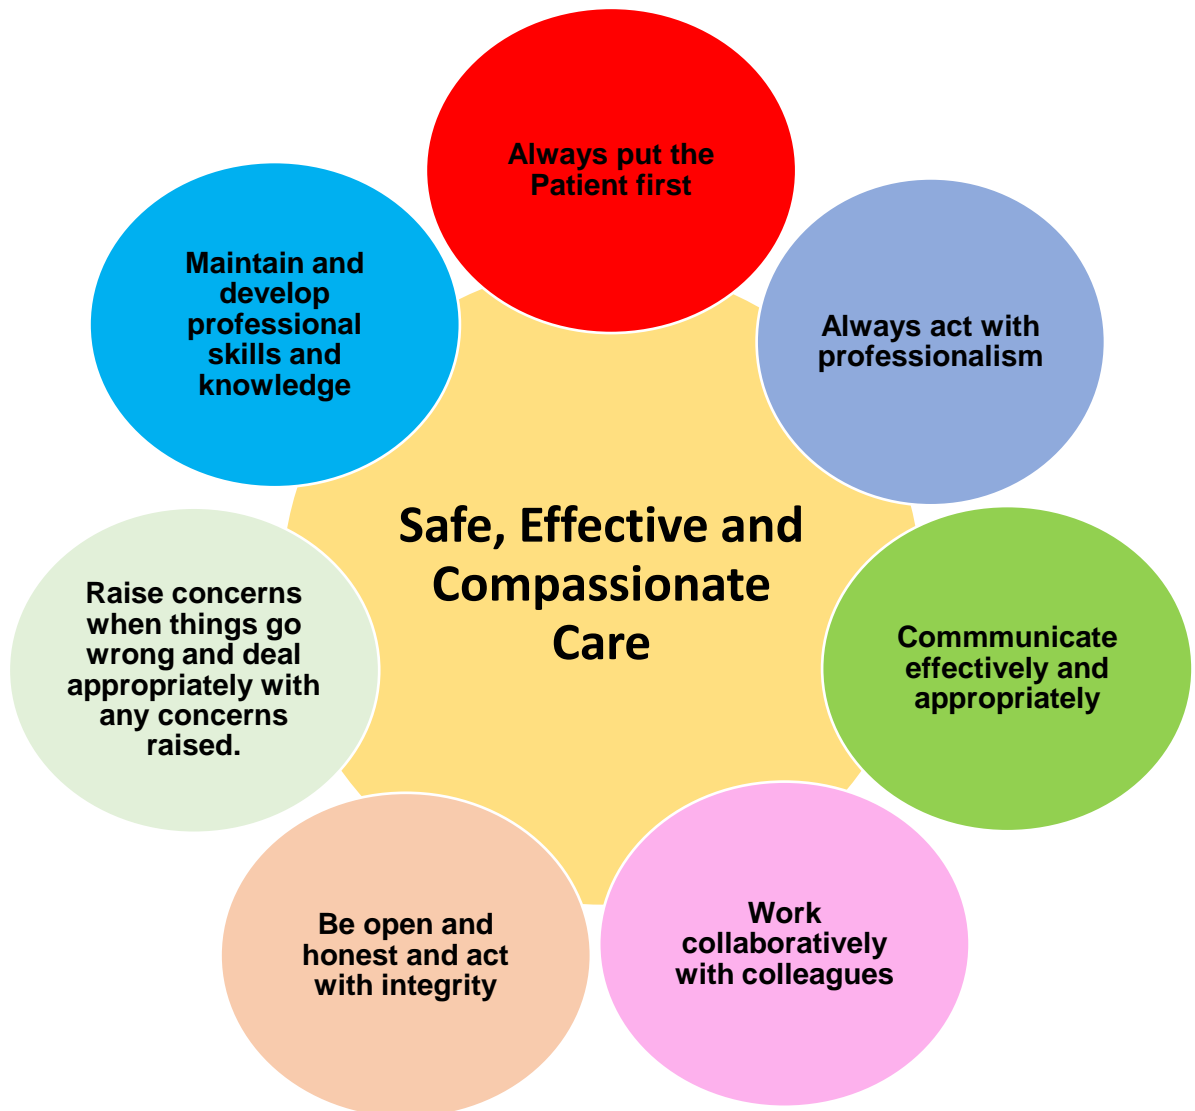 Always put the
Patient first
Always act with
professionalism
Commmunicate
effectively and
appropriately
Work
collaboratively
with colleagues
Be open and
honest and act
with integrity
Raise concerns
when things go
wrong and deal
appropriately with
any concerns
raised.
Maintain and
develop
professional
skills and
knowledge
Safe, Effective and
Compassionate
Care